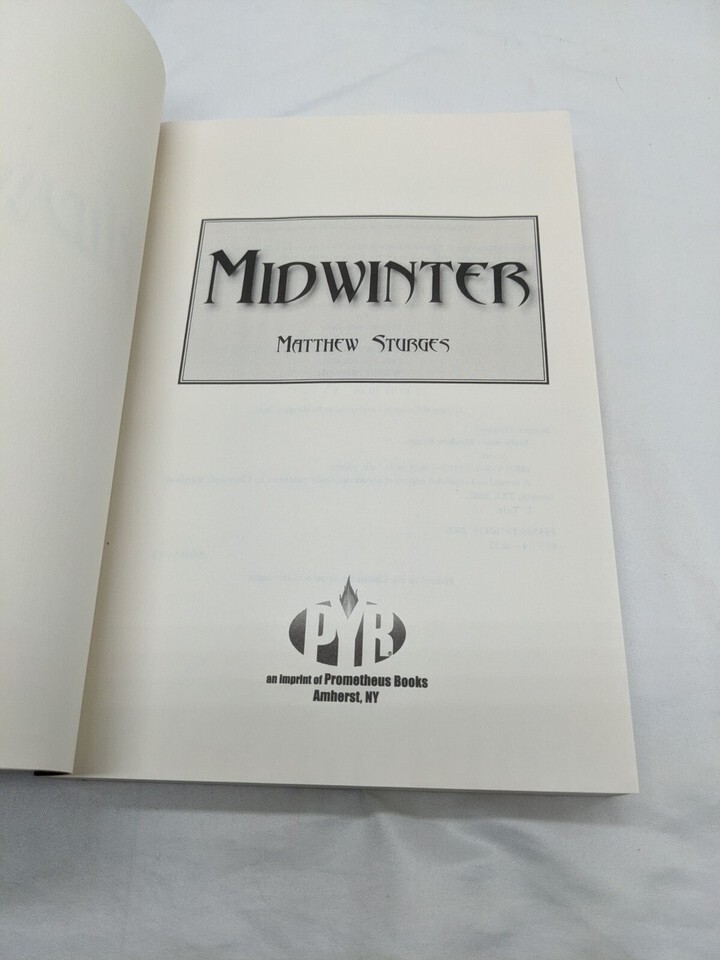 MIDWINTER
MATTHEW STURGES
PYR
an imprint of Prometheus Books
Amherst, NY